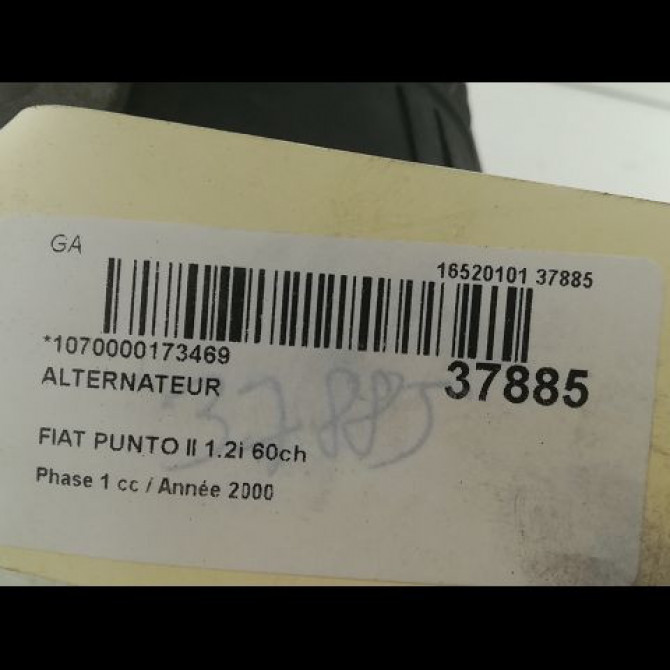 GA
16520101 37885
*1070000173469
37885
ALTERNATEUR
37885
FIAT PUNTO II 1.2i 60ch
Phase 1 cc / Année 2000